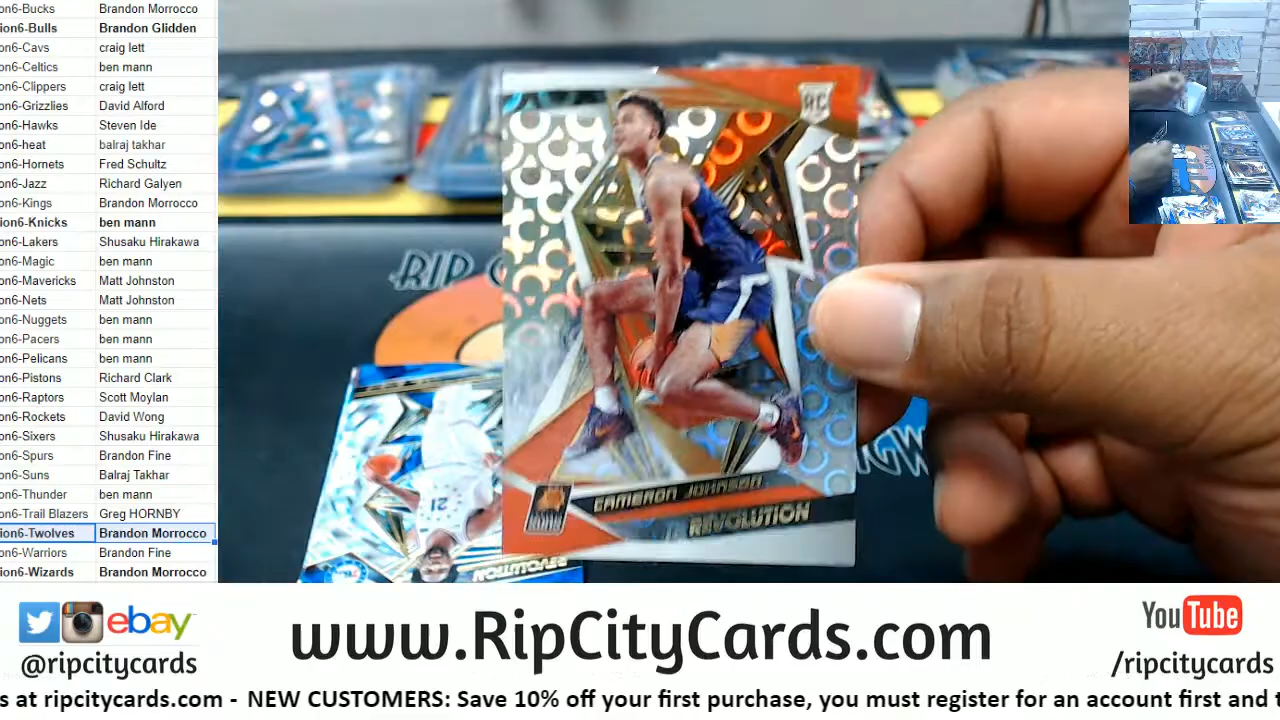 on6-Bucks Brandon Morrocco
ion6-Bulls Brandon Glidden
on6-Cavs craig lett
on6-Celtics ben mann
on6-Clippers craig lett
on6-Grizzlies David Alford
on6-Hawks Steven Ide
on6-heat balraj takhar
on6-Hornets Fred Schultz
on6-Jazz Richard Galyen
on6-Kings Brandon Morrocco
ion6-Knicks ben mann
on6-Lakers Shusaku Hirakawa
on6-Magic ben mann
on6-Mavericks Matt Johnston
on6-Nets Matt Johnston
on6-Nuggets ben mann
on6-Pacers ben mann
on6-Pelicans ben mann
on6-Pistons Richard Clark
on6-Raptors Scott Moylan
on6-Rockets David Wong
on6-Sixers Shusaku Hirakawa
on6-Spurs Brandon Fine
on6-Suns Balraj Takhar
on6-Thunder ben mann
on6-Trail Blazers Greg HORNBY
ion6-Twolves Brandon Morrocco
on6-Warriors Brandon Fine
ion6-Wizards Brandon Morrocco
RC
RIP
CAMERON JOHNSON
REVOLUTION
21
REVOLUTION
ebay
@ripcitycards
www.RipCityCards.com
YouTube
/ripcitycards
s at ripcitycards.com - NEW CUSTOMERS: Save 10% off your first purchase, you must register for an account first and t